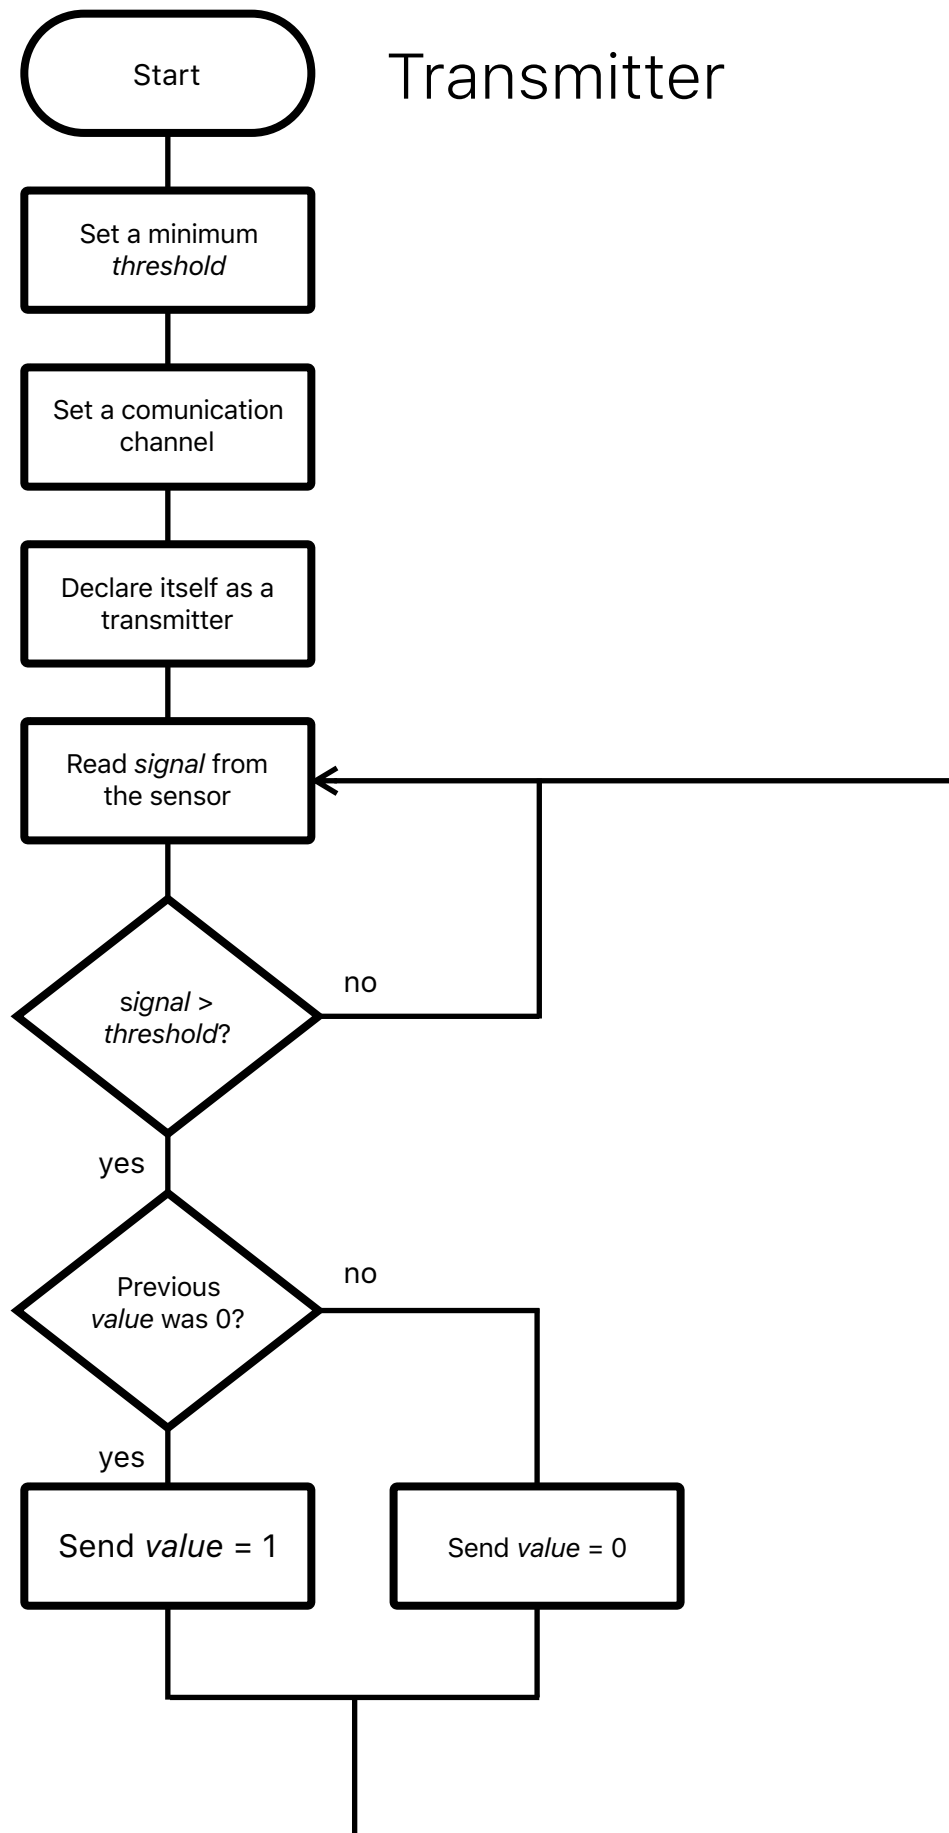 Start
Transmitter
Set a minimum
threshold
Set a comunication
channel
Declare itself as a
transmitter
Read signal from
the sensor
signal >
threshold?
no
yes
Previous
value was 0?
no
yes
Send value = 1
Send value = 0